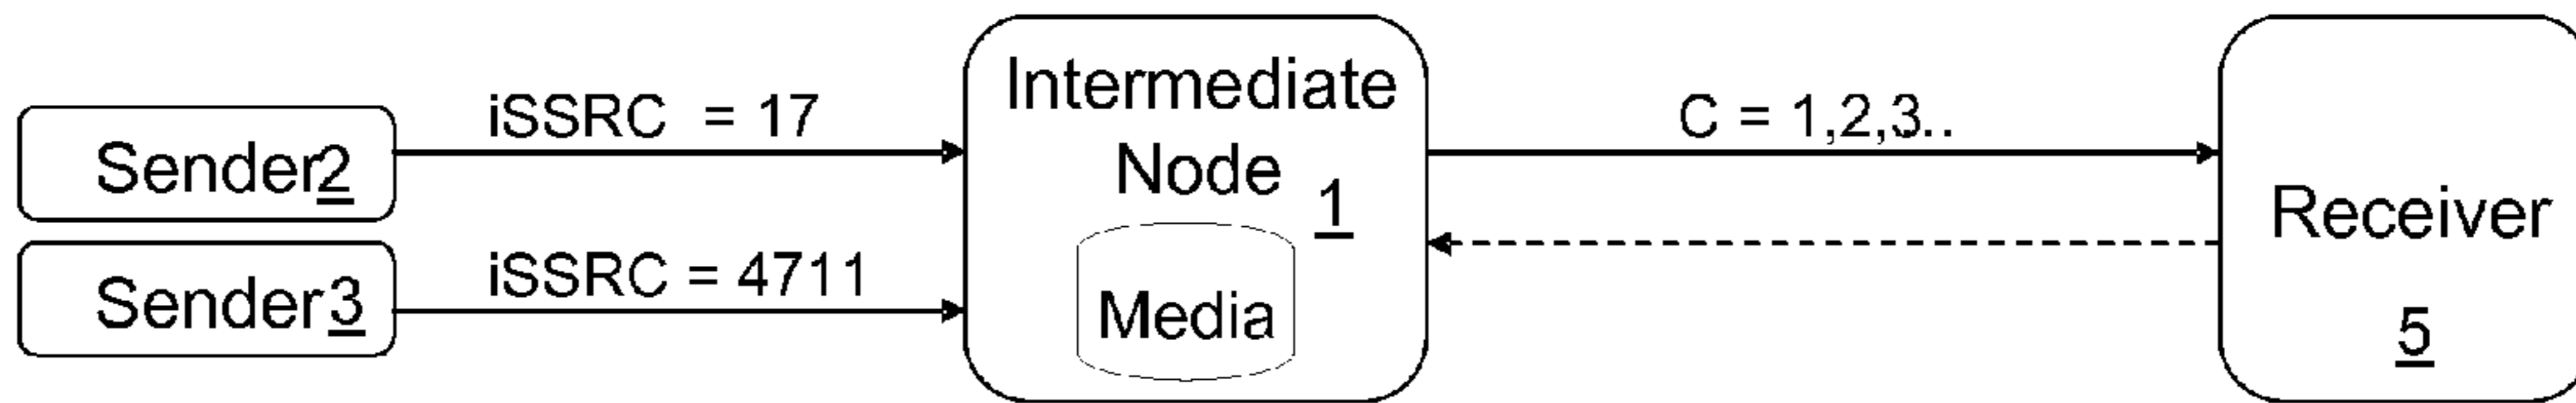 Sender2
iSSRC = 17
Sender3
iSSRC = 4711
Intermediate
Node
1
Media
C = 1,2,3..
Receiver
5